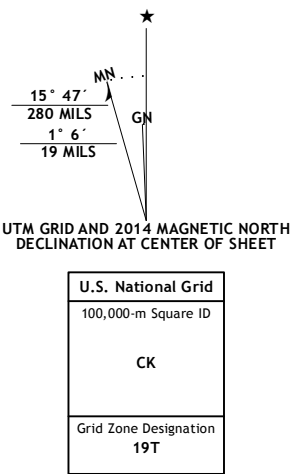 MN
GN
15° 47´
280 MILS
1° 6´
19 MILS
UTM GRID AND 2014 MAGNETIC NORTH
DECLINATION AT CENTER OF SHEET
U.S. National Grid
100,000-m Square ID
CK
Grid Zone Designation
19T